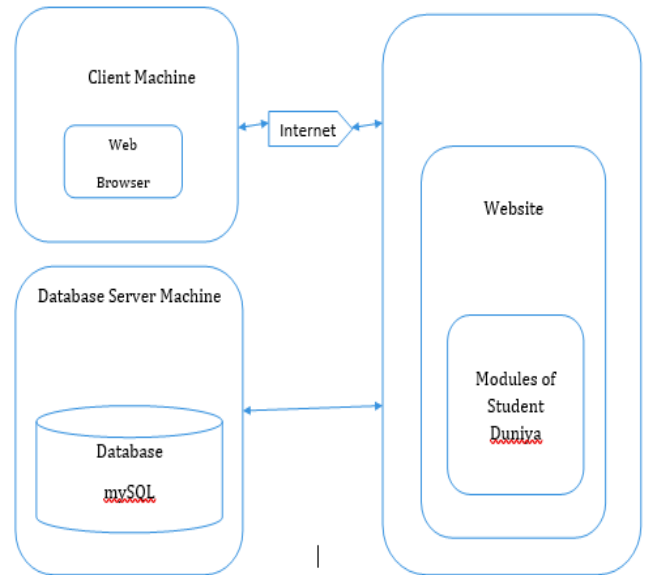 Client Machine
Web
Browser
Internet
Website
Modules of
Student
Duniya
Database Server Machine
Database
mySQL